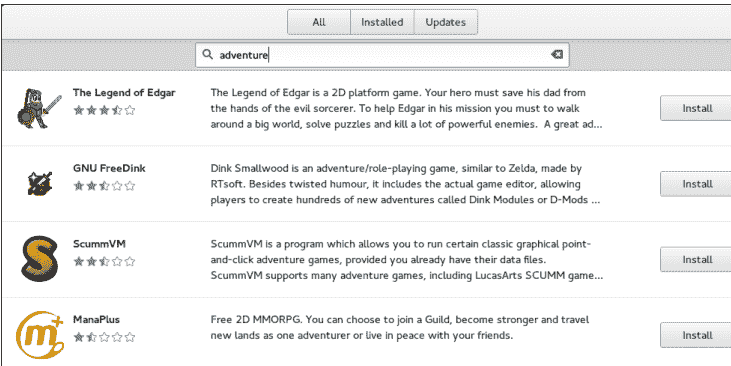 All Installed Updates
adventure
The Legend of Edgar
The Legend of Edgar is a 2D platform game. Your hero must save his dad from
the hands of the evil sorcerer. To help Edgar in his mission you must to walk
around a big world, solve puzzles and kill a lot of powerful enemies. A great ad...
Install
GNU FreeDink
Dink Smallwood is an adventure/role-playing game, similar to Zelda, made by
RTsoft. Besides twisted humour, it includes the actual game editor, allowing
players to create hundreds of new adventures called Dink Modules or D-Mods ...
Install
S
ScummVM
ScummVM is a program which allows you to run certain classic graphical point-
and-click adventure games, provided you already have their data files.
ScummVM supports many adventure games, including LucasArts SCUMM game...
Install
m+
ManaPlus
Free 2D MMORPG. You can choose to join a Guild, become stronger and travel
new lands as one adventurer or live in peace with your friends.
Install